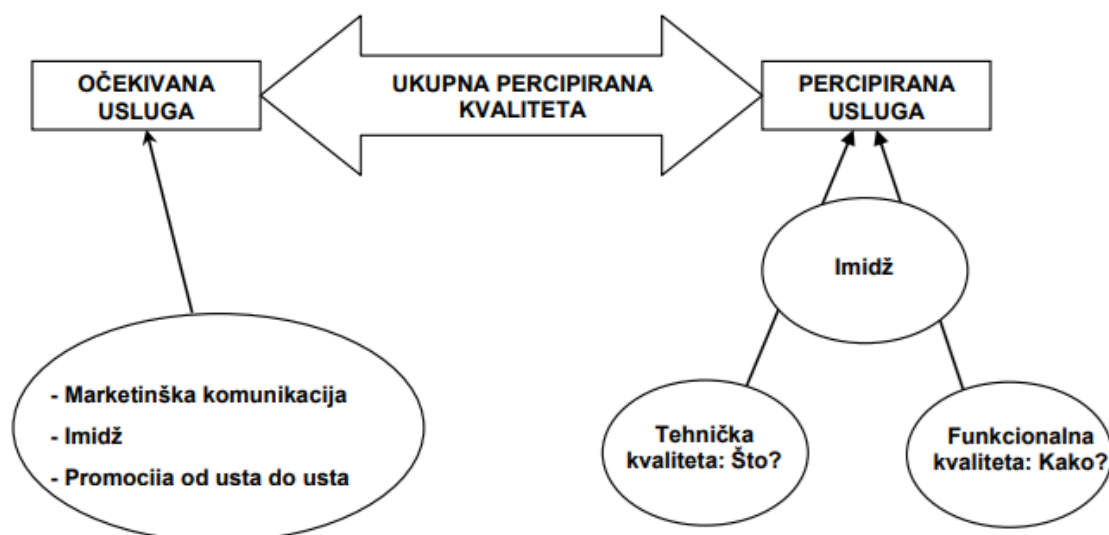 OČEKIVANA
USLUGA
UKUPNA PERCIPIRANA
KVALITETA
PERCIPIRANA
USLUGA
Imidž
- Marketinška komunikacija
- Imidž
- Promociia od usta do usta
Tehnička
kvaliteta: Što?
Funkcionalna
kvaliteta: Kako?